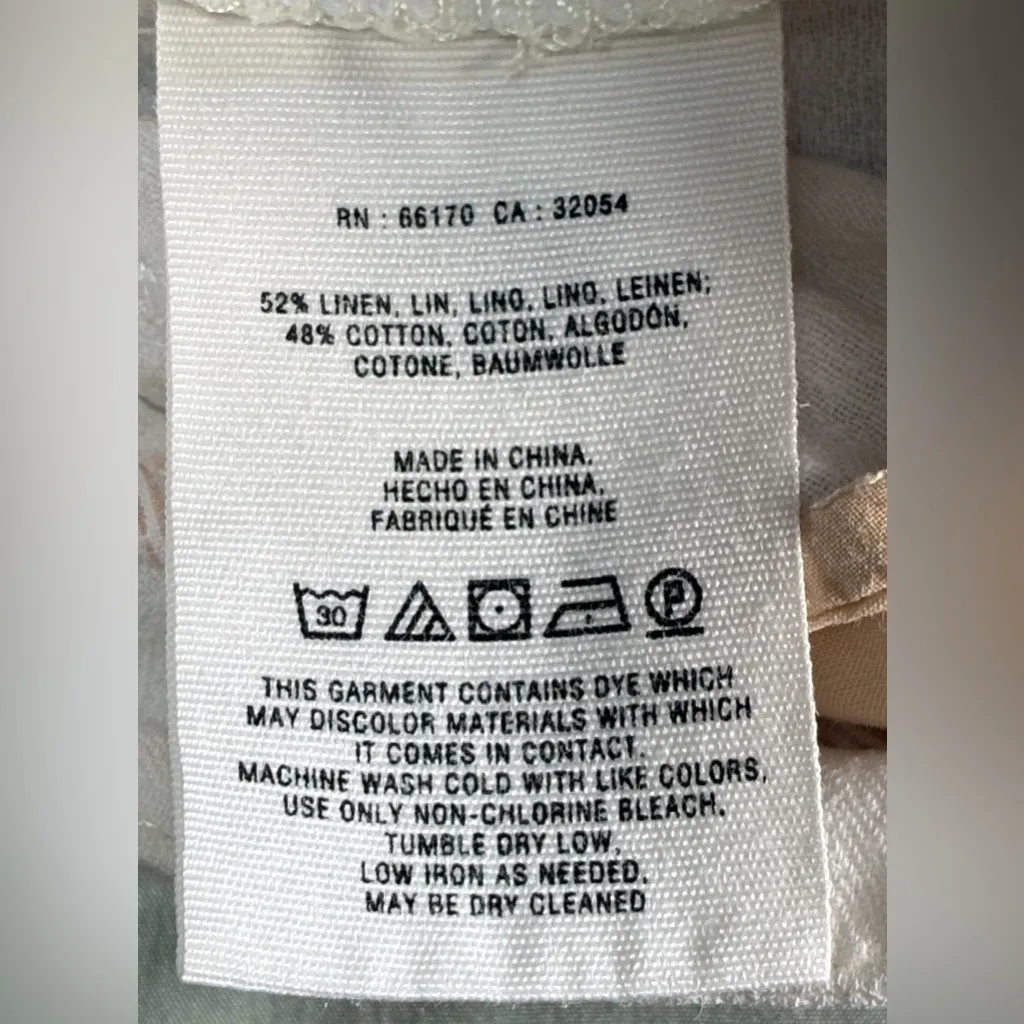 RN : 66170 CA : 32054
52% LINEN, LIN, LINO, LINO, LEINEN;
48% COTTON, COTON, ALGODÓN,
COTONE, BAUMWOLLE
MADE IN CHINA,
HECHO EN CHINA,
FABRIQUÉ EN CHINE
30 P
THIS GARMENT CONTAINS DYE WHICH
MAY DISCOLOR MATERIALS WITH WHICH
IT COMES IN CONTACT.
MACHINE WASH COLD WITH LIKE COLORS,
USE ONLY NON-CHLORINE BLEACH.
TUMBLE DRY LOW,
LOW IRON AS NEEDED.
MAY BE DRY CLEANED